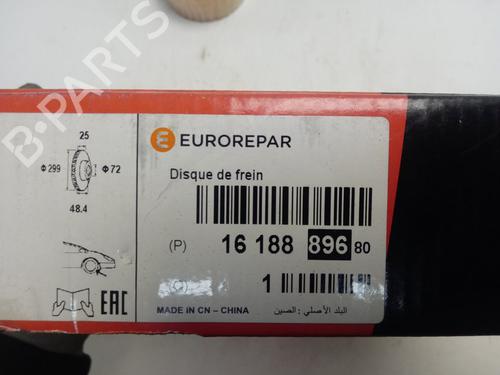 B-PARTS
25
Φ 299
Φ 72
48.4
EAC
E EUROREPAR
Disque de frein
(P) 16 188 896 80
1
MADE IN CN – CHINA
البلد الأصلي : الصين